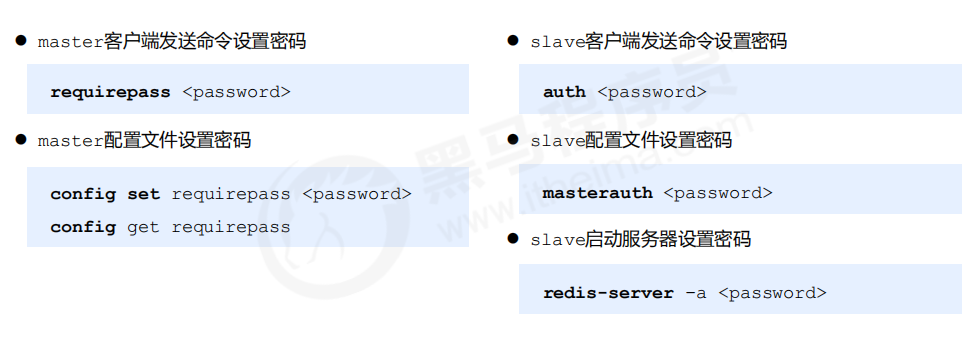 ● master客户端发送命令设置密码
requirepass <password>
● master配置文件设置密码
config set requirepass <password>
config get requirepass
● slave客户端发送命令设置密码
auth <password>
● slave配置文件设置密码
masterauth <password>
● slave启动服务器设置密码
redis-server –a <password>
黑马程序员
www.itheima.com